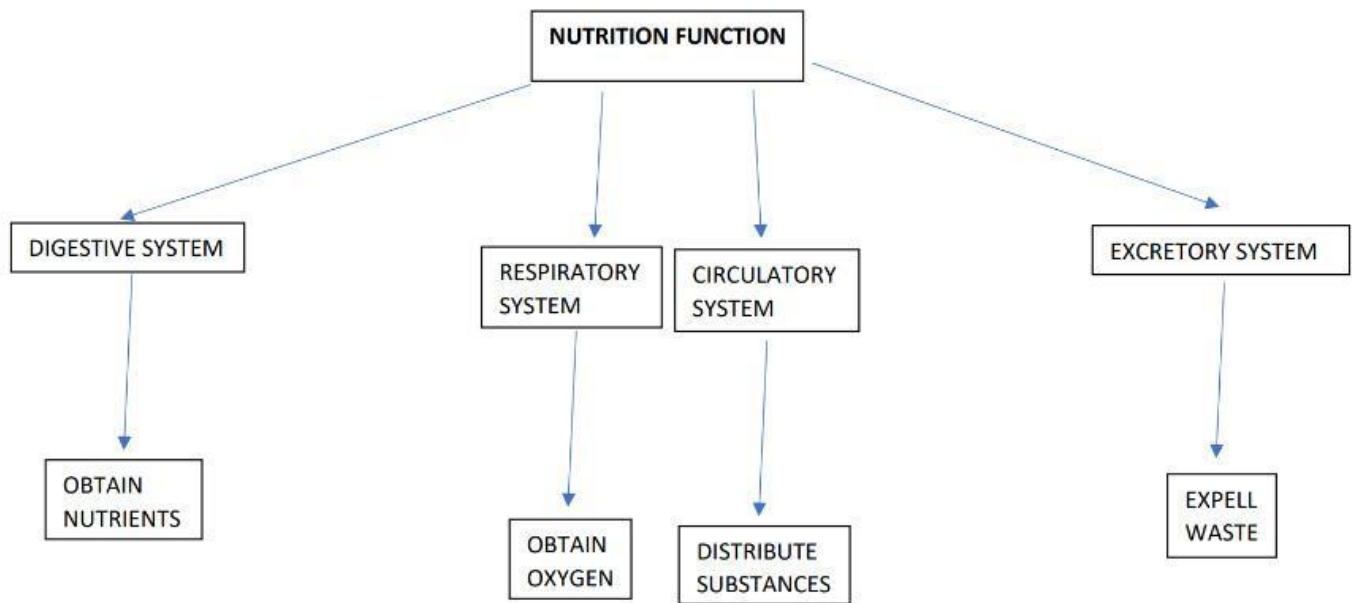 NUTRITION FUNCTION
DIGESTIVE SYSTEM
RESPIRATORY
SYSTEM
CIRCULATORY
SYSTEM
EXCRETORY SYSTEM
OBTAIN
NUTRIENTS
OBTAIN
OXYGEN
DISTRIBUTE
SUBSTANCES
EXPELL
WASTE